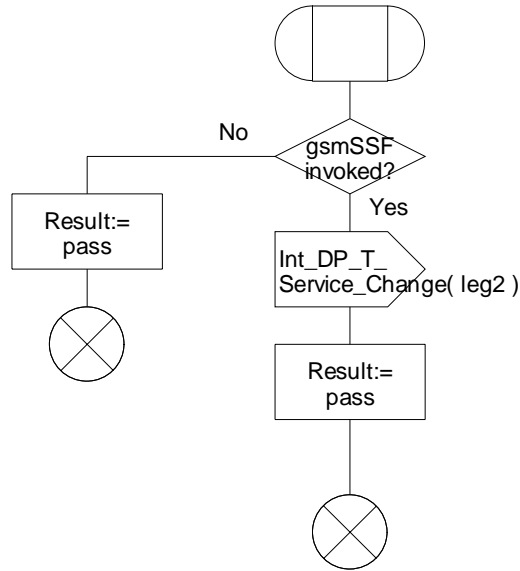 gsmSSF
invoked?
No
Yes
Result:=
pass
Int_DP_T_
Service_Change( leg2 )
Result:=
pass